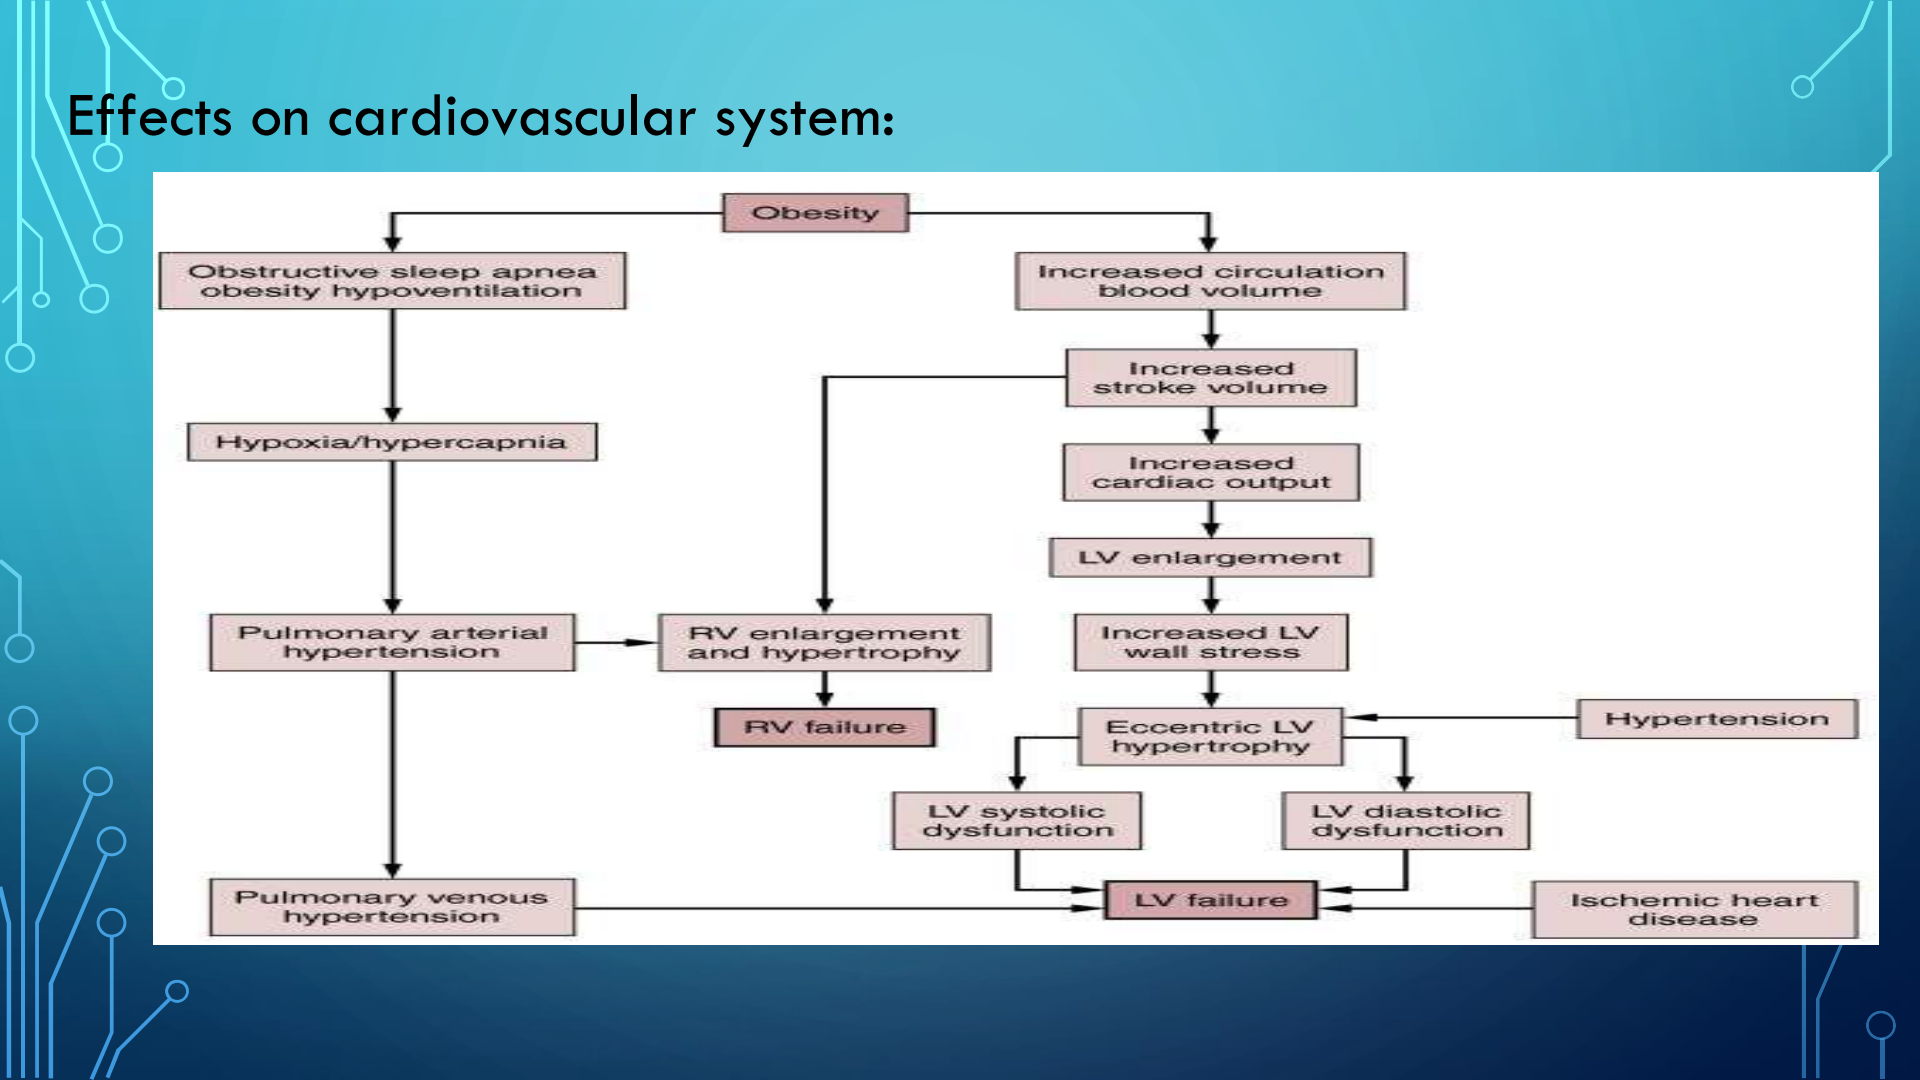 Effects on cardiovascular system:
Obesity
Obstructive sleep apnea
obesity hypoventilation
Increased circulation
blood volume
Increased
stroke volume
Hypoxia/hypercapnia
Increased
cardiac output
LV enlargement
Pulmonary arterial
hypertension
RV enlargement
and hypertrophy
Increased LV
wall stress
RV failure
Eccentric LV
hypertrophy
Hypertension
LV systolic
dysfunction
LV diastolic
dysfunction
Pulmonary venous
hypertension
LV failure
Ischemic heart
disease